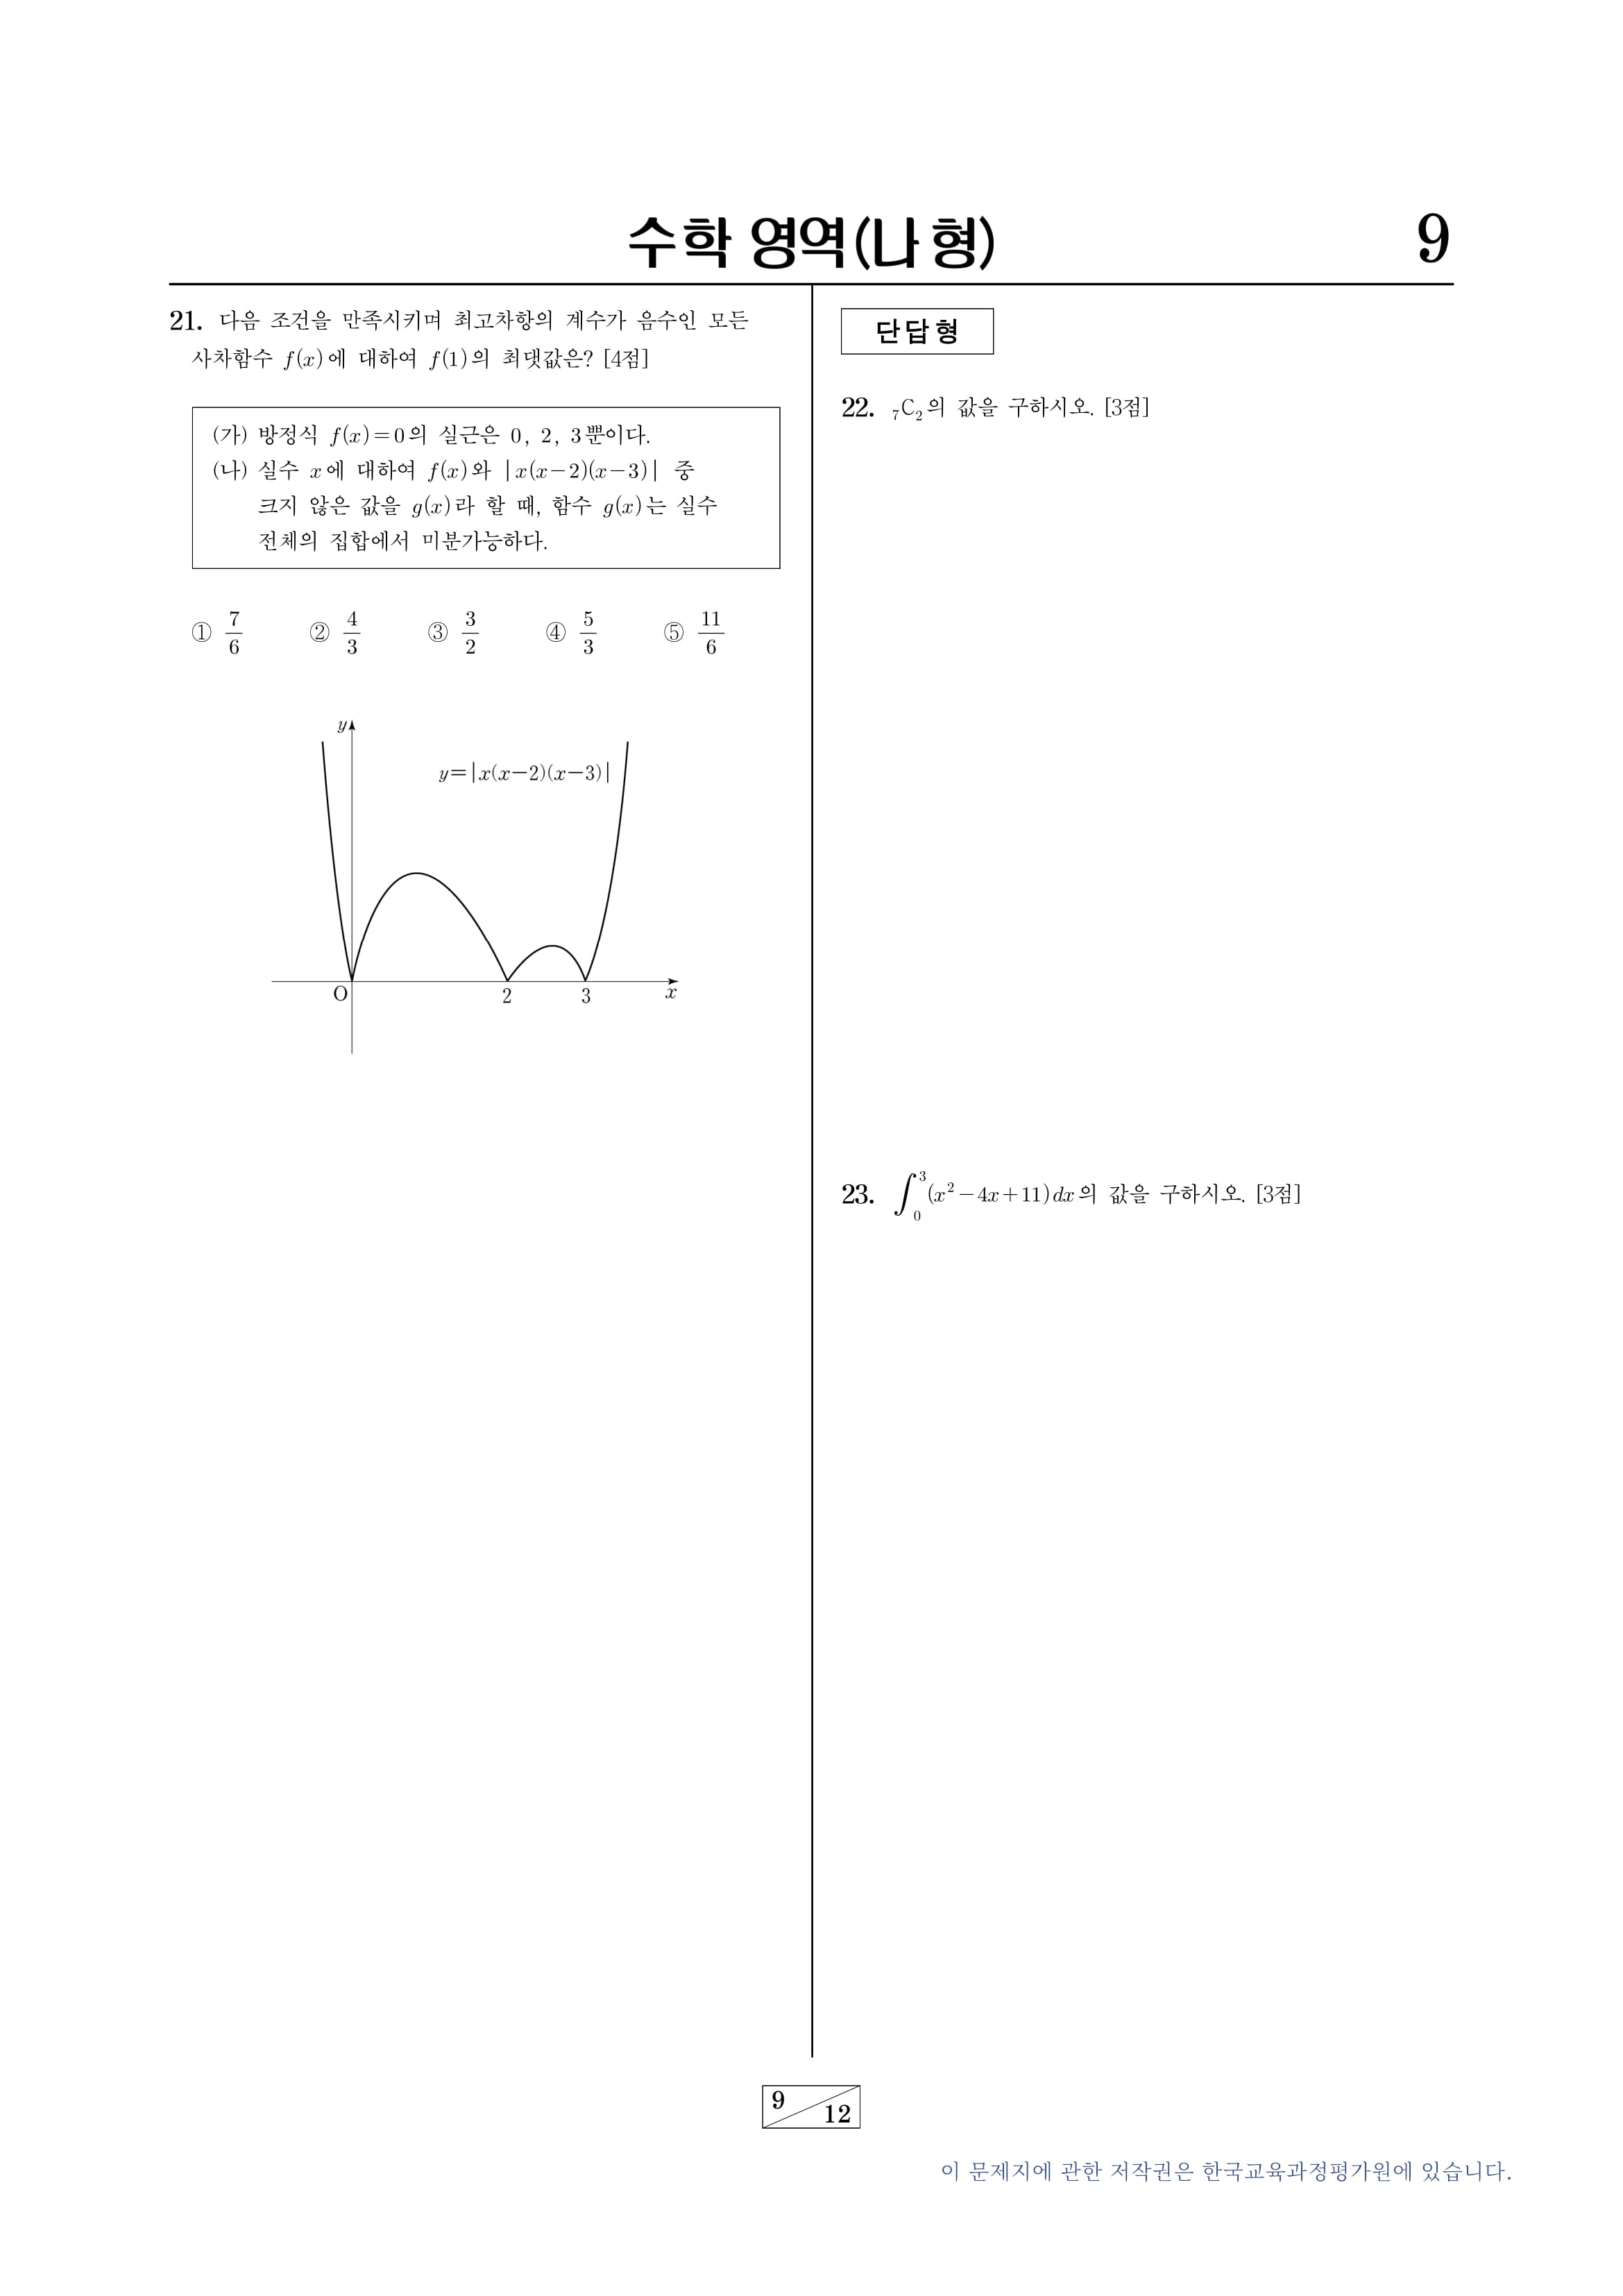 수학 영역(나형)
9
21. 다음 조건을 만족시키며 최고차항의 계수가 음수인 모든
사차함수 f(x)에 대하여 f(1)의 최댓값은? [4점]
(가) 방정식 f(x)=0의 실근은 0, 2, 3뿐이다.
(나) 실수 x에 대하여 f(x)와 |x(x-2)(x-3)| 중
크지 않은 값을 g(x)라 할 때, 함수 g(x)는 실수
전체의 집합에서 미분가능하다.
① 7/6 ② 4/3 ③ 3/2 ④ 5/3 ⑤ 11/6
y
y=|x(x-2)(x-3)|
O 2 3 x
단답형
22. ₇C₂의 값을 구하시오. [3점]
23. ∫₀³(x²-4x+11)dx의 값을 구하시오. [3점]
9
12
이 문제지에 관한 저작권은 한국교육과정평가원에 있습니다.